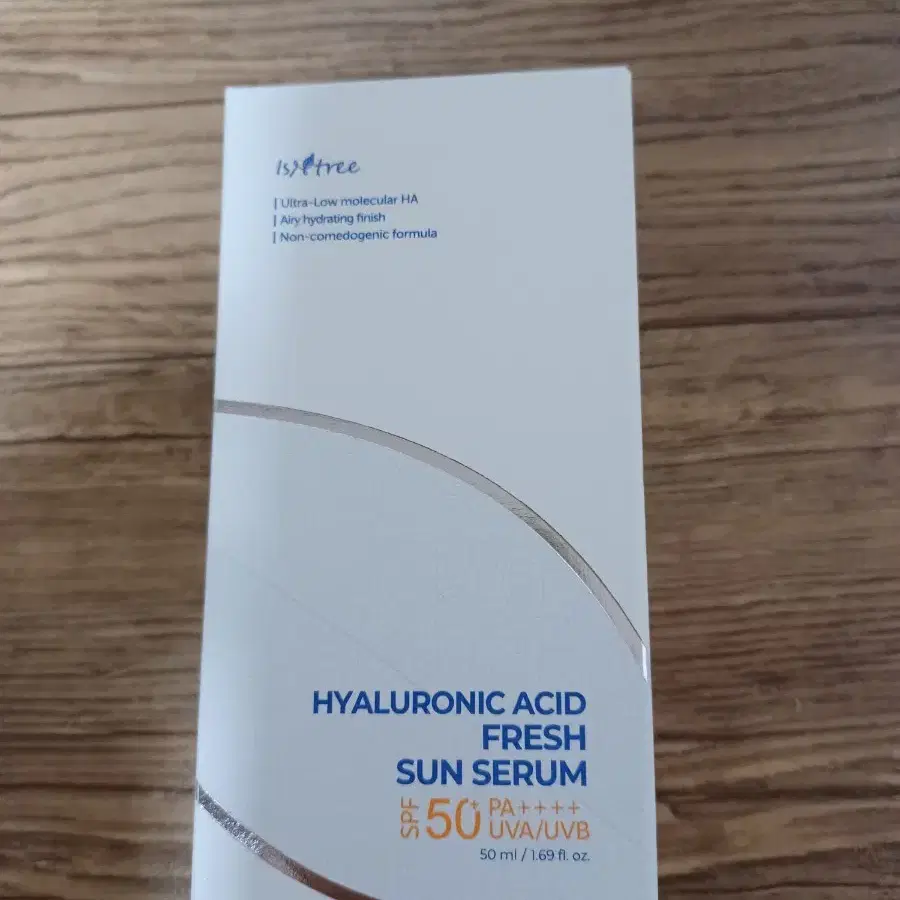 Isntree
| Ultra-Low molecular HA
| Airy hydrating finish
| Non-comedogenic formula
HYALURONIC ACID
FRESH
SUN SERUM
SPF 50+ PA++++
UVA/UVB
50 ml / 1.69 fl. oz.